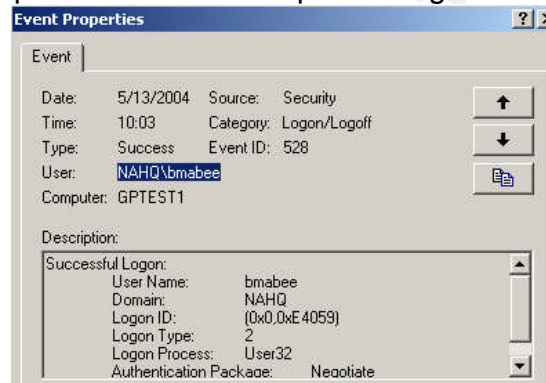 Event Properties
Event
Date: 5/13/2004 Source: Security
Time: 10:03 Category: Logon/Logoff
Type: Success Event ID: 528
User: NAHQ\bmabee
Computer: GPTEST1
Description:
Successful Logon:
User Name: bmabee
Domain: NAHQ
Logon ID: (0x0,0xE4059)
Logon Type: 2
Logon Process: User32
Authentication Package: Negotiate